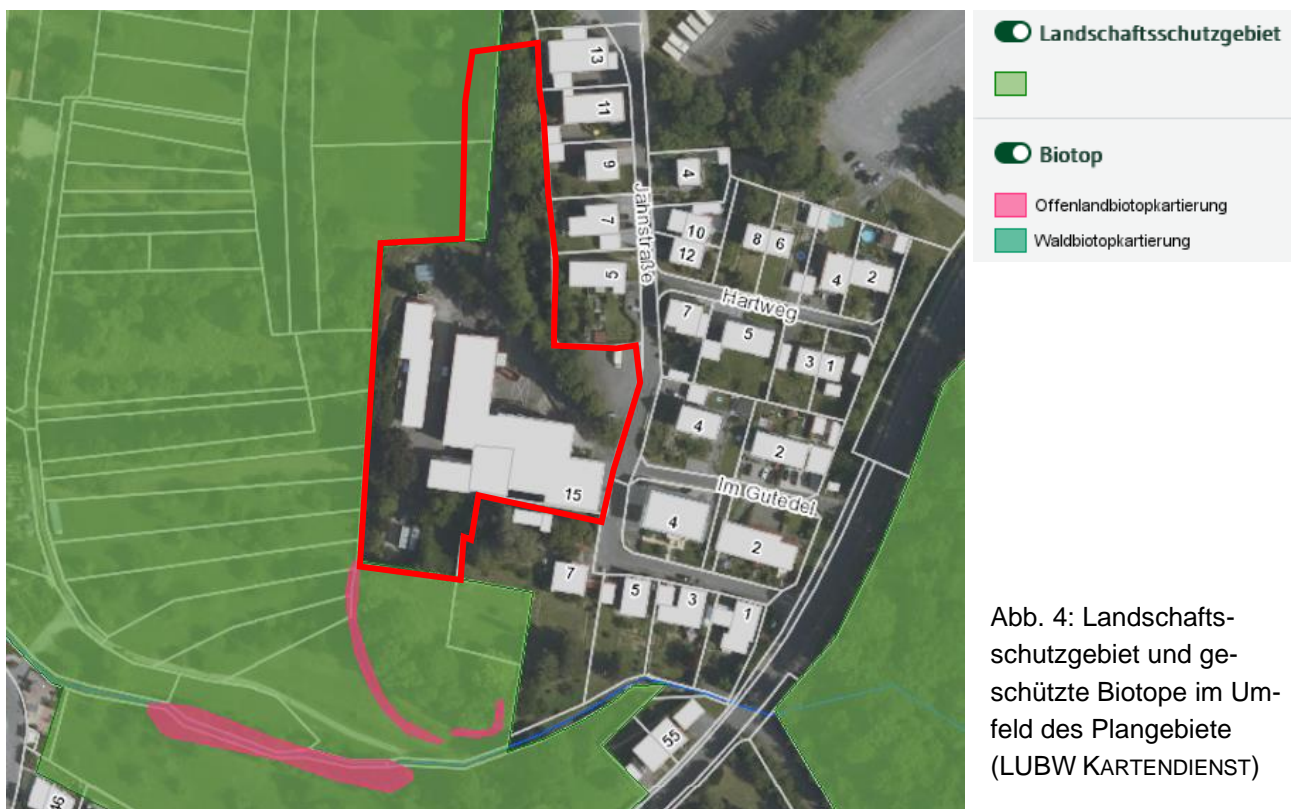 13
11
9
4
Jahnstraße
7
10
12
8
6
4
2
5
Hartweg
7
5
3
1
4
2
15
Im Gutedel
4
2
7
5
3
1
55
46
Landschaftsschutzgebiet
Biotop
Offenlandbiotopkartierung
Waldbiotopkartierung
Abb. 4: Landschafts-
schutzgebiet und ge-
schützte Biotope im Um-
feld des Plangebiete
(LUBW KARTENDIENST)